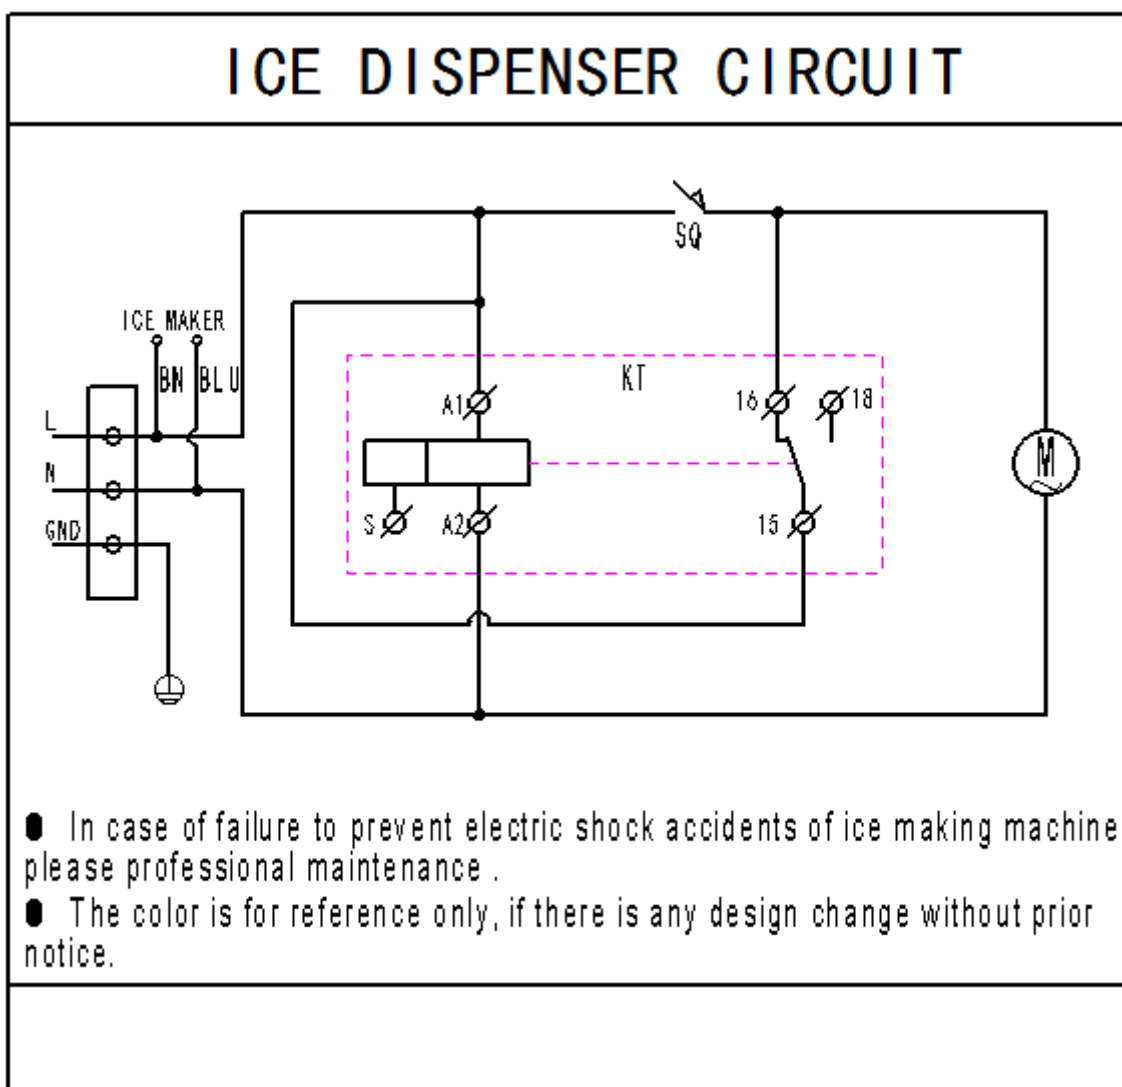 ICE DISPENSER CIRCUIT
SQ
ICE MAKER
BN BLU
KT
A1
16
18
L
M
N
S
A2
15
GND
● In case of failure to prevent electric shock accidents of ice making machine
please professional maintenance .
● The color is for reference only, if there is any design change without prior
notice.